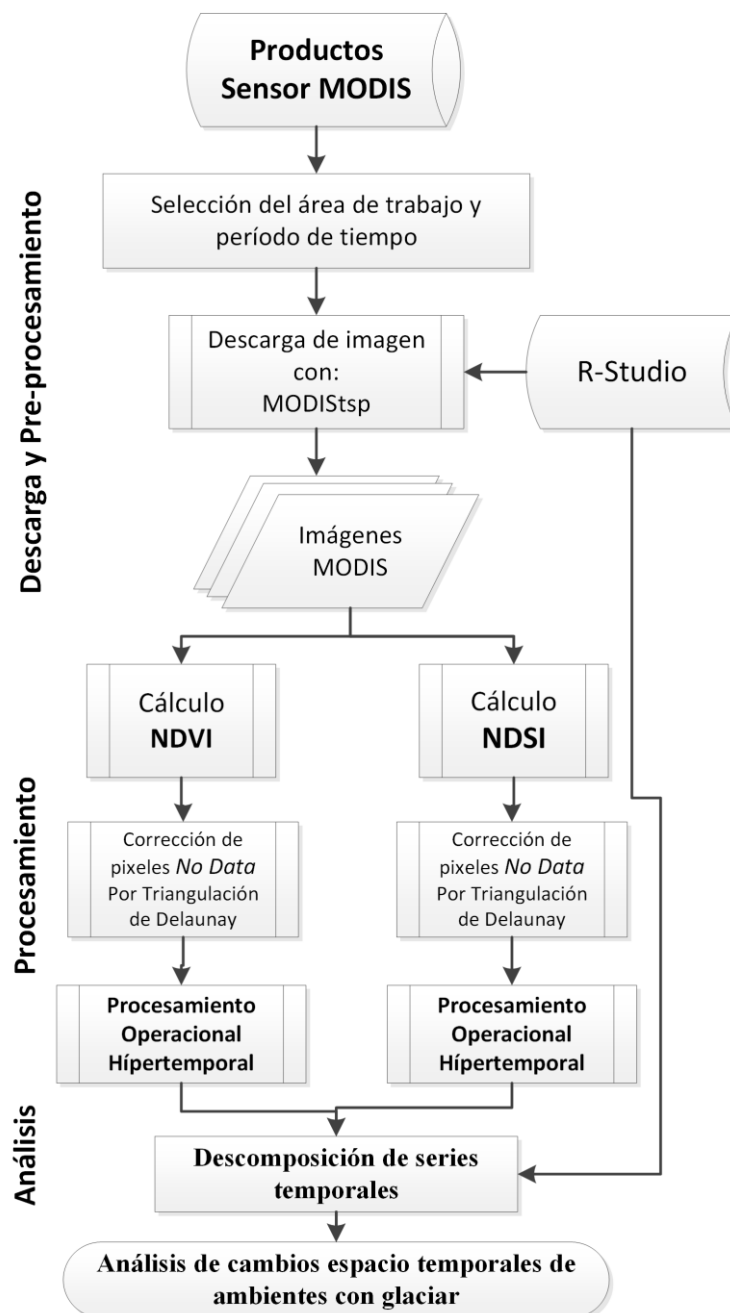 Productos
Sensor MODIS
Descarga y Pre-procesamiento
Selección del área de trabajo y
período de tiempo
Descarga de imagen
con:
MODIStsp
R-Studio
Imágenes
MODIS
Procesamiento
Cálculo
NDVI
Cálculo
NDSI
Corrección de
pixeles No Data
Por Triangulación
de Delaunay
Corrección de
pixeles No Data
Por Triangulación
de Delaunay
Procesamiento
Operacional
Hípertemporal
Procesamiento
Operacional
Hípertemporal
Análisis
Descomposición de series
temporales
Análisis de cambios espacio temporales de
ambientes con glaciar